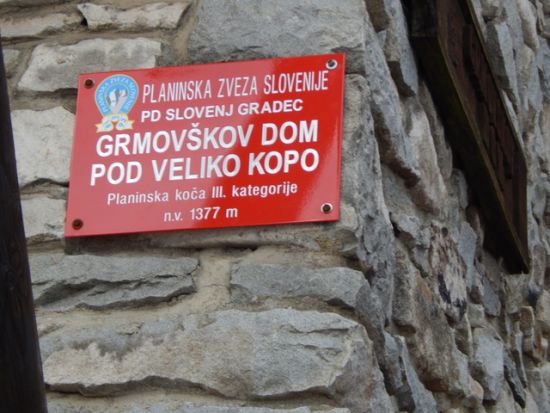 PLANINSKA ZVEZA SLOVENIJE
PD SLOVENJ GRADEC
GRMOVŠKOV DOM
POD VELIKO KOPO
Planinska koča III. kategorije
n.v. 1377 m